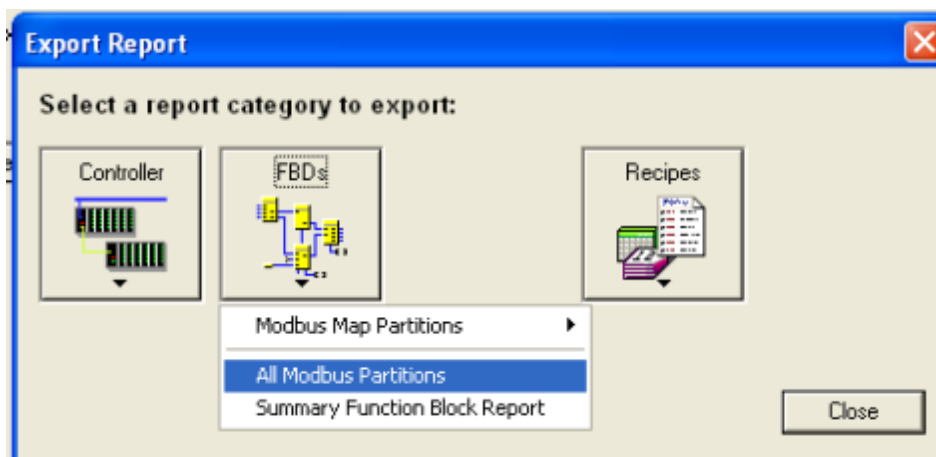 Export Report
Select a report category to export:
Controller
FBDs
Recipes
Modbus Map Partitions
All Modbus Partitions
Summary Function Block Report
Close